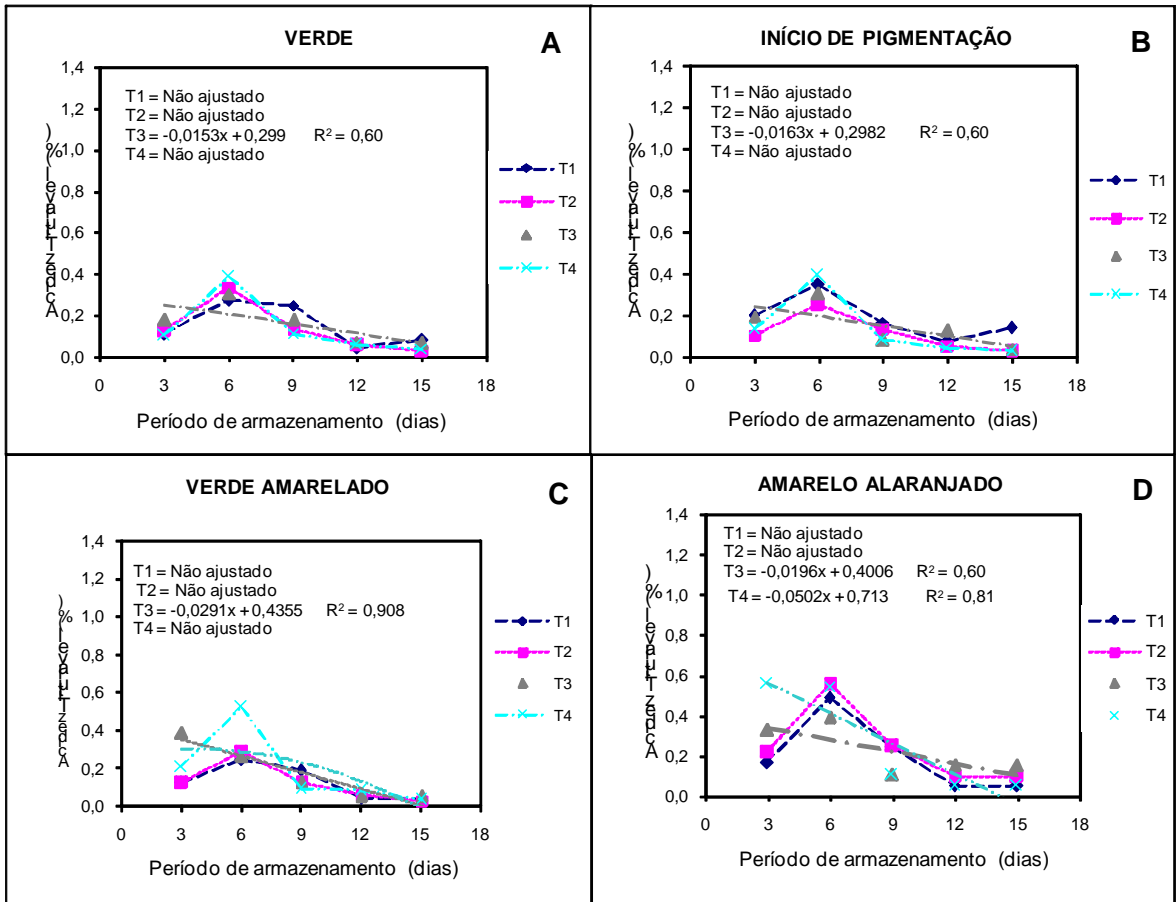 VERDE
A
1,4
1,2
1,0
0,8
0,6
0,4
0,2
0,0
T1 = Não ajustado
T2 = Não ajustado
T3 = -0,0153x + 0,299 R² = 0,60
T4 = Não ajustado
Acidez Titulável (%)
T1
T2
T3
T4
0 3 6 9 12 15 18
Período de armazenamento (dias)
INÍCIO DE PIGMENTAÇÃO
B
1,4
1,2
1,0
0,8
0,6
0,4
0,2
0,0
T1 = Não ajustado
T2 = Não ajustado
T3 = -0,0163x + 0,2982 R² = 0,60
T4 = Não ajustado
Acidez Titulável (%)
T1
T2
T3
T4
0 3 6 9 12 15 18
Período de armazenamento (dias)
VERDE AMARELADO
C
1,4
1,2
1,0
0,8
0,6
0,4
0,2
0,0
T1 = Não ajustado
T2 = Não ajustado
T3 = -0,0291x + 0,4355 R² = 0,908
T4 = Não ajustado
Acidez Titulável (%)
T1
T2
T3
T4
0 3 6 9 12 15 18
Período de armazenamento (dias)
AMARELO ALARANJADO
D
1,4
1,2
1,0
0,8
0,6
0,4
0,2
0,0
T1 = Não ajustado
T2 = Não ajustado
T3 = -0,0196x + 0,4006 R² = 0,60
T4 = -0,0502x + 0,713 R² = 0,81
Acidez Titulável (%)
T1
T2
T3
T4
0 3 6 9 12 15 18
Período de armazenamento (dias)